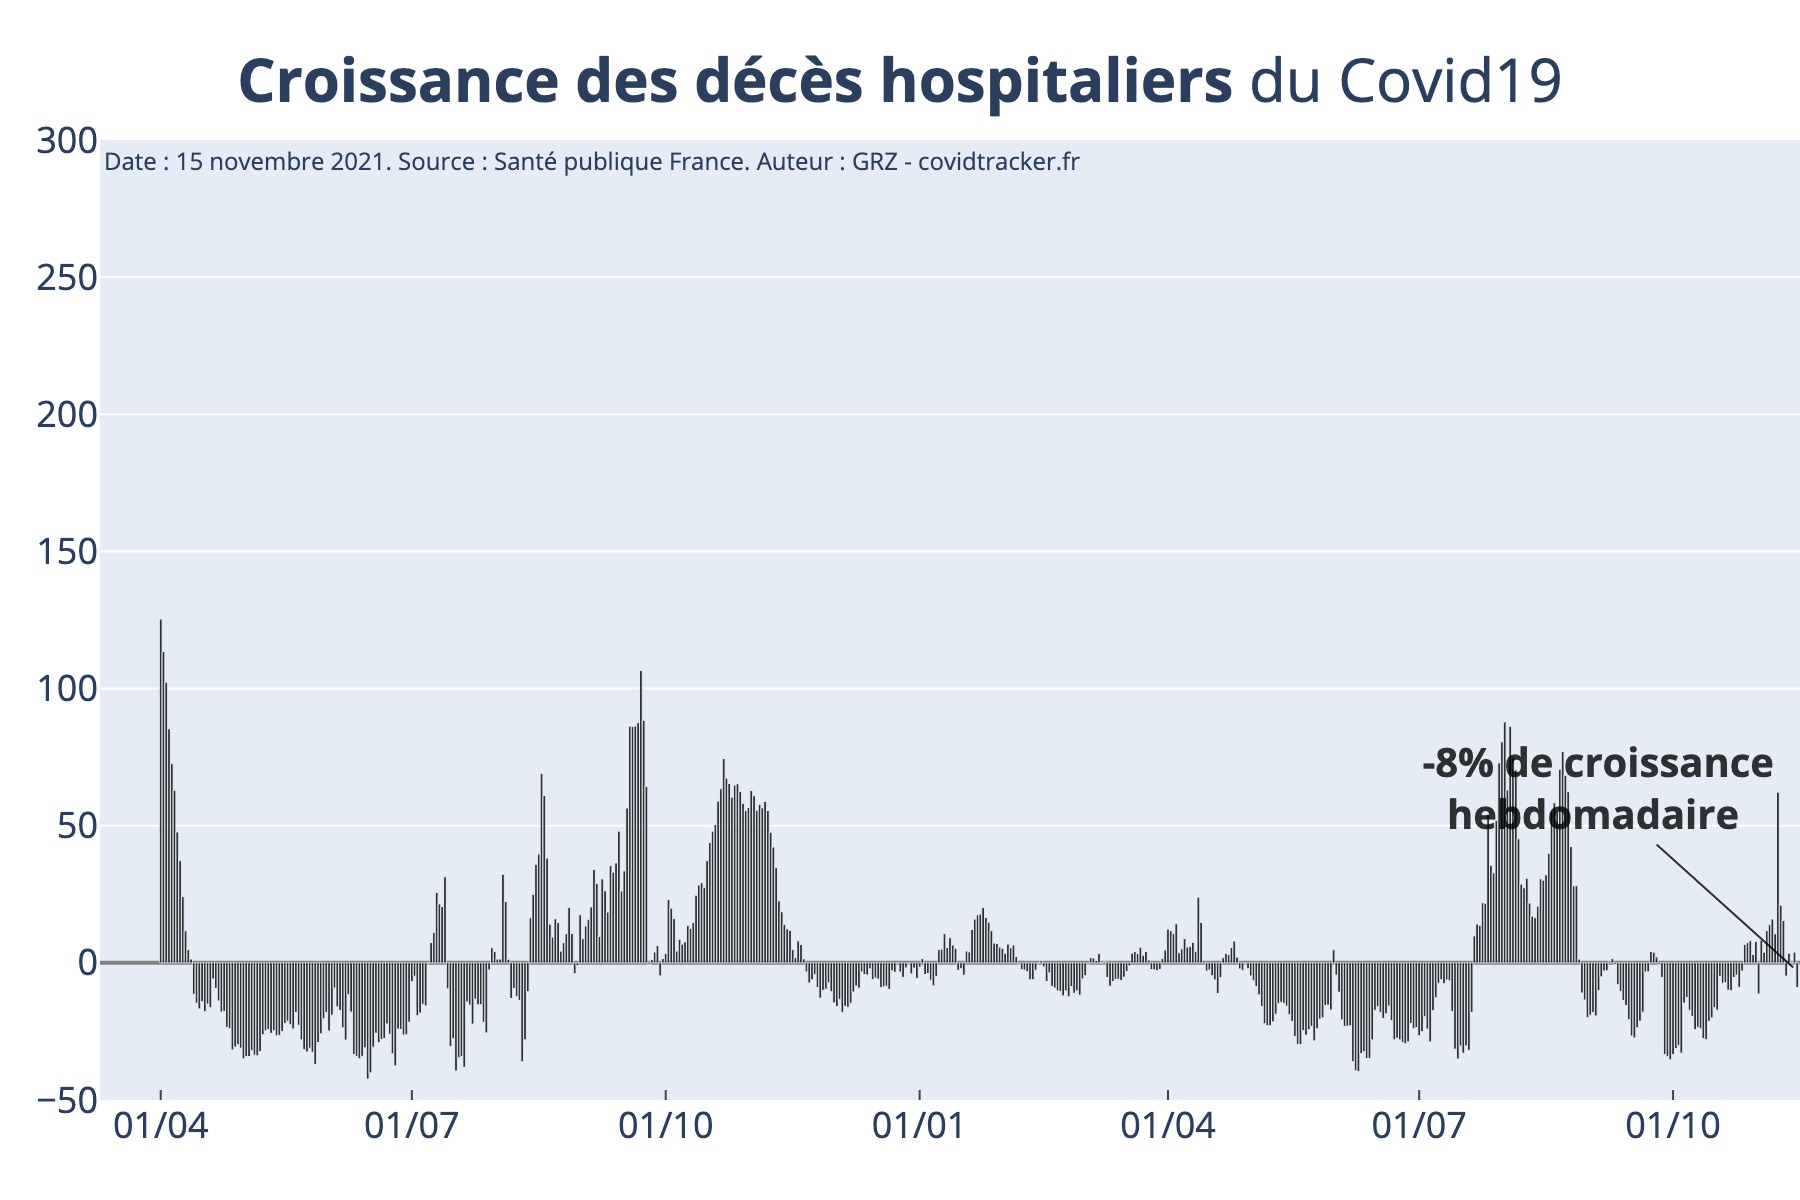 Croissance des décès hospitaliers du Covid19
300
Date : 15 novembre 2021. Source : Santé publique France. Auteur : GRZ - covidtracker.fr
250
200
150
100
-8% de croissance
hebdomadaire
50
0
−50
01/04 01/07 01/10 01/01 01/04 01/07 01/10